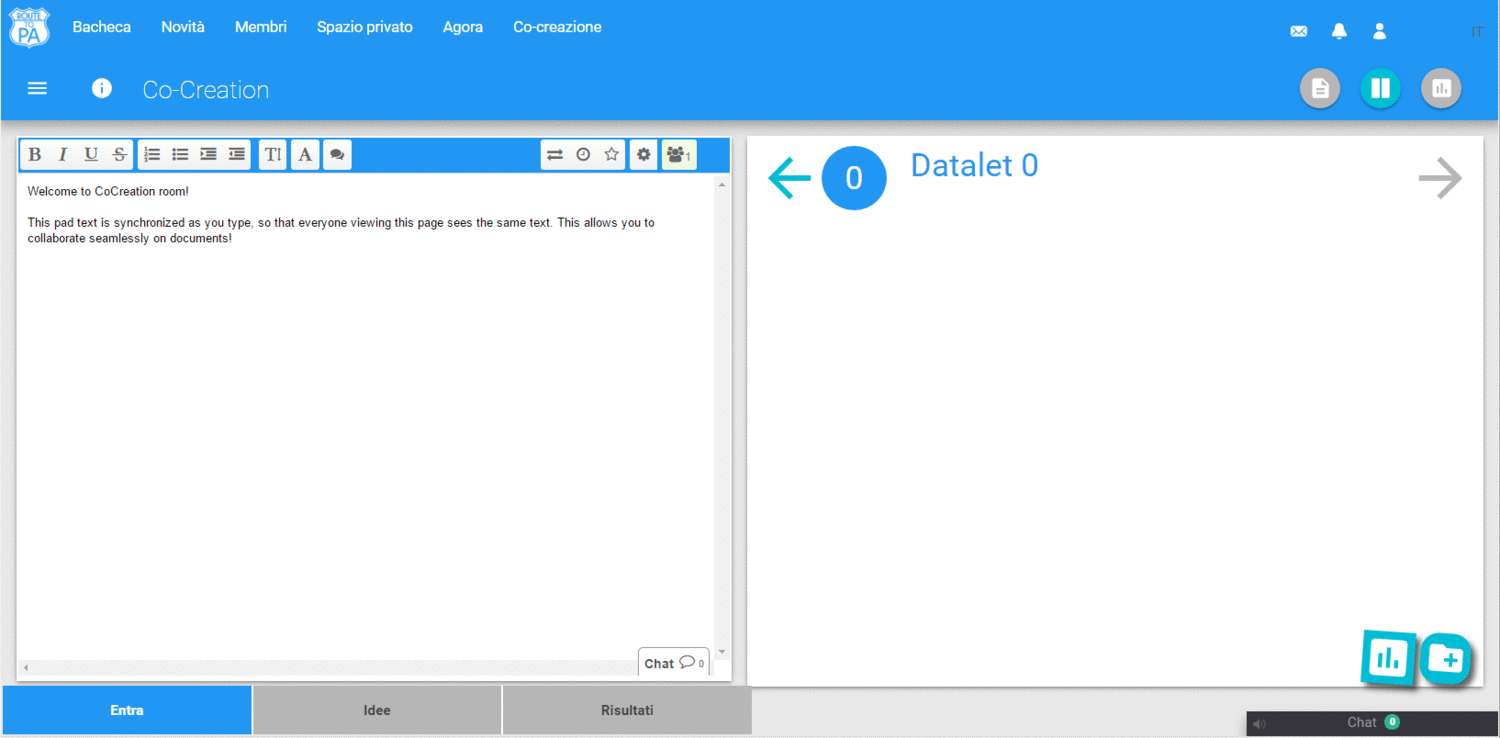 ROUTE
TO
PA
Bacheca
Novità
Membri
Spazio privato
Agora
Co-creazione
IT
Co-Creation
B I U S TI A 1
Welcome to CoCreation room!
This pad text is synchronized as you type, so that everyone viewing this page sees the same text. This allows you to
collaborate seamlessly on documents!
Chat 0
0
Datalet 0
Entra
Idee
Risultati
Chat 0